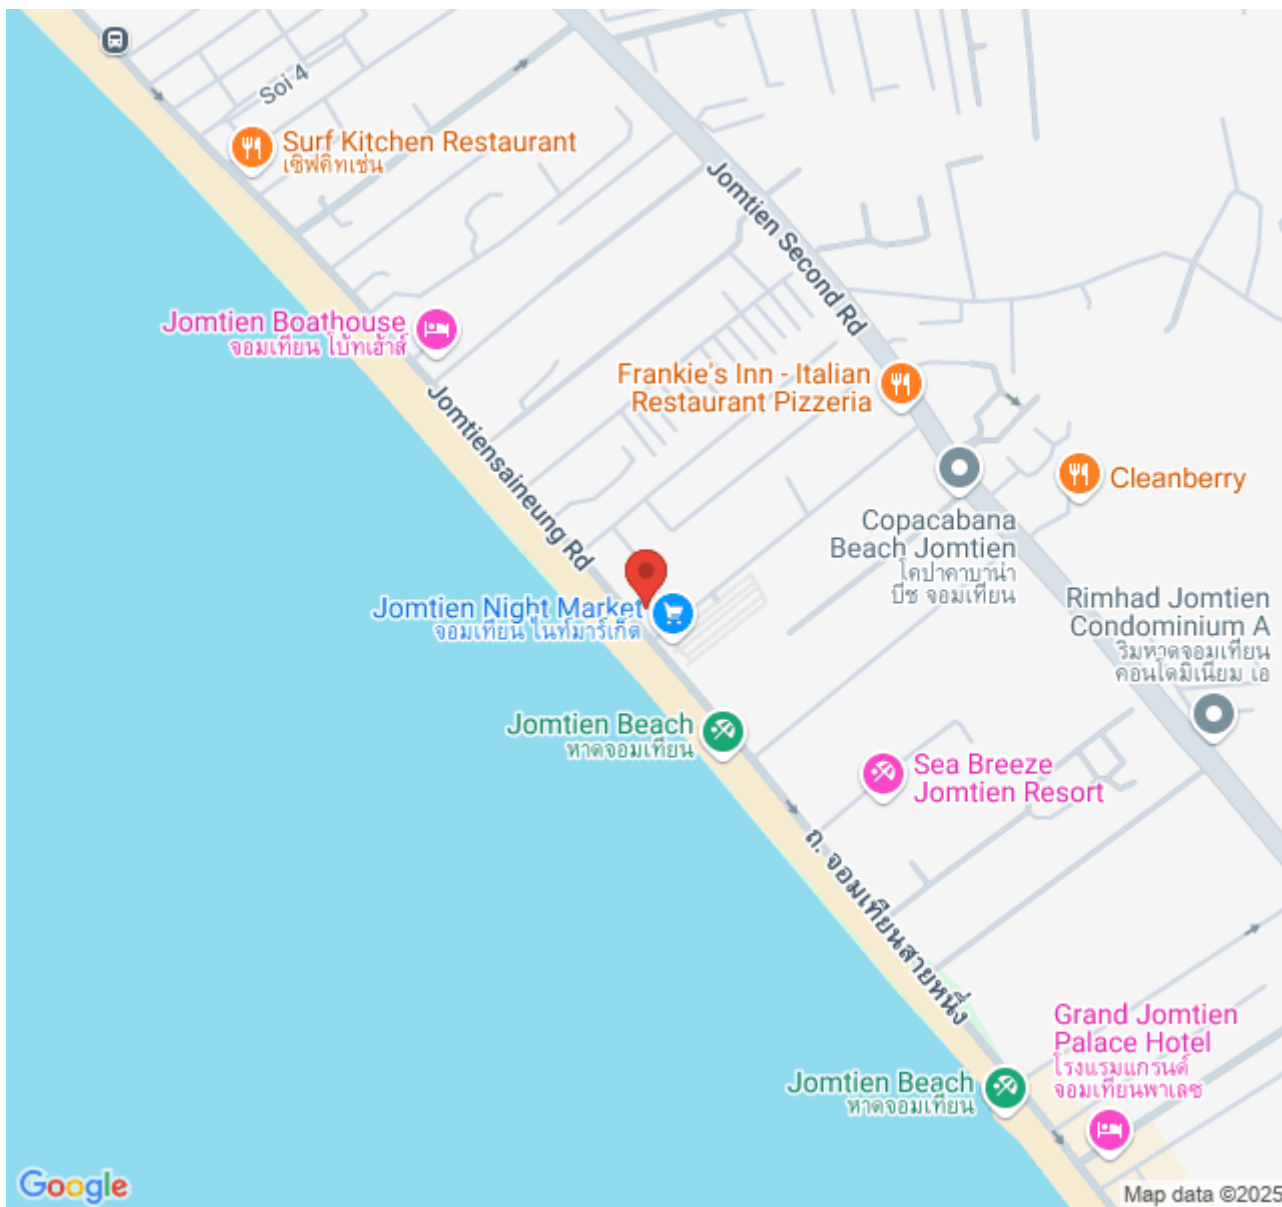 Soi 4
Surf Kitchen Restaurant
เซิฟคิทเช่น
Jomtien Second Rd
Jomtien Boathouse
จอมเทียน โบ้ทเฮ้าส์
Frankie's Inn - Italian
Restaurant Pizzeria
Jomtiensaineung Rd
Cleanberry
Copacabana
Beach Jomtien
โคปาคาบาน่า
บีช จอมเทียน
Jomtien Night Market
จอมเทียน ไนท์มาร์เก็ต
Rimhad Jomtien
Condominium A
ริมหาดจอมเทียน
คอนโดมิเนียม เอ
Jomtien Beach
หาดจอมเทียน
Sea Breeze
Jomtien Resort
ถ. จอมเทียนสายหนึ่ง
Grand Jomtien
Palace Hotel
โรงแรมแกรนด์
จอมเทียนพาเลซ
Jomtien Beach
หาดจอมเทียน
Google
Map data ©2025